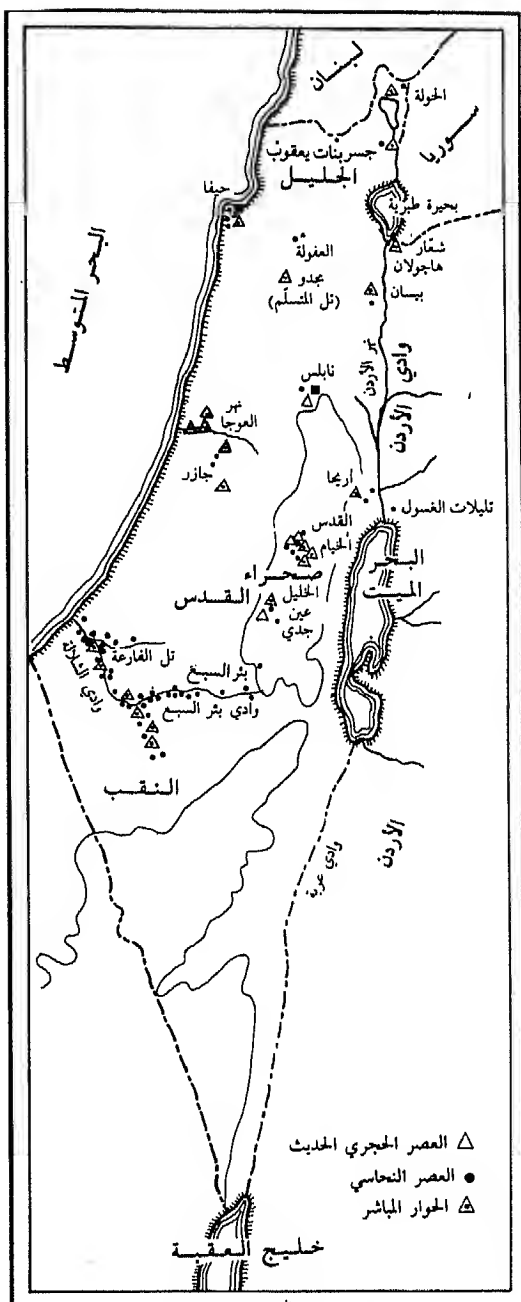 لبنان
الحولة
سوريا
جسر بنات يعقوب
الجليل
حيفا
بحيرة طبرية
شعّار
هاجولان
البحر المتوسط
العفولة
مجدو
(تل المتسلّم)
بيسان
نهر الأردن
وادي
الأردن
نابلس
نهر
العوجا
جازر
أريحا
تليلات الغسول
القدس
الخيام
البحر
الميت
صحراء
القدس
الخليل
عين
جدي
تل الفارعة
وادي الثلالة
بئر السبع
وادي بئر السبع
النقب
الأردن
وادي عربة
العصر الحجري الحديث
العصر النحاسي
الحوار المباشر
خليج العقبة